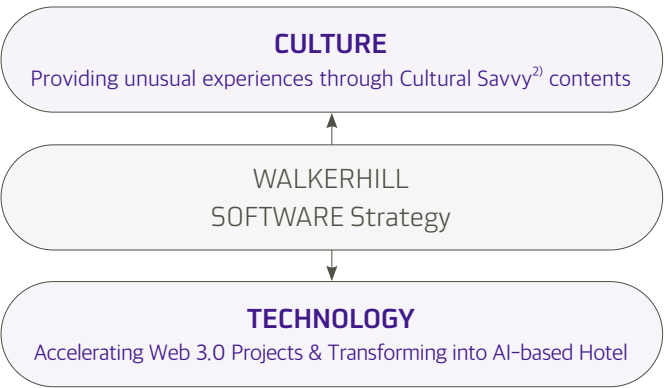 CULTURE
Providing unusual experiences through Cultural Savvy2) contents
WALKERHILL
SOFTWARE Strategy
TECHNOLOGY
Accelerating Web 3.0 Projects & Transforming into AI-based Hotel